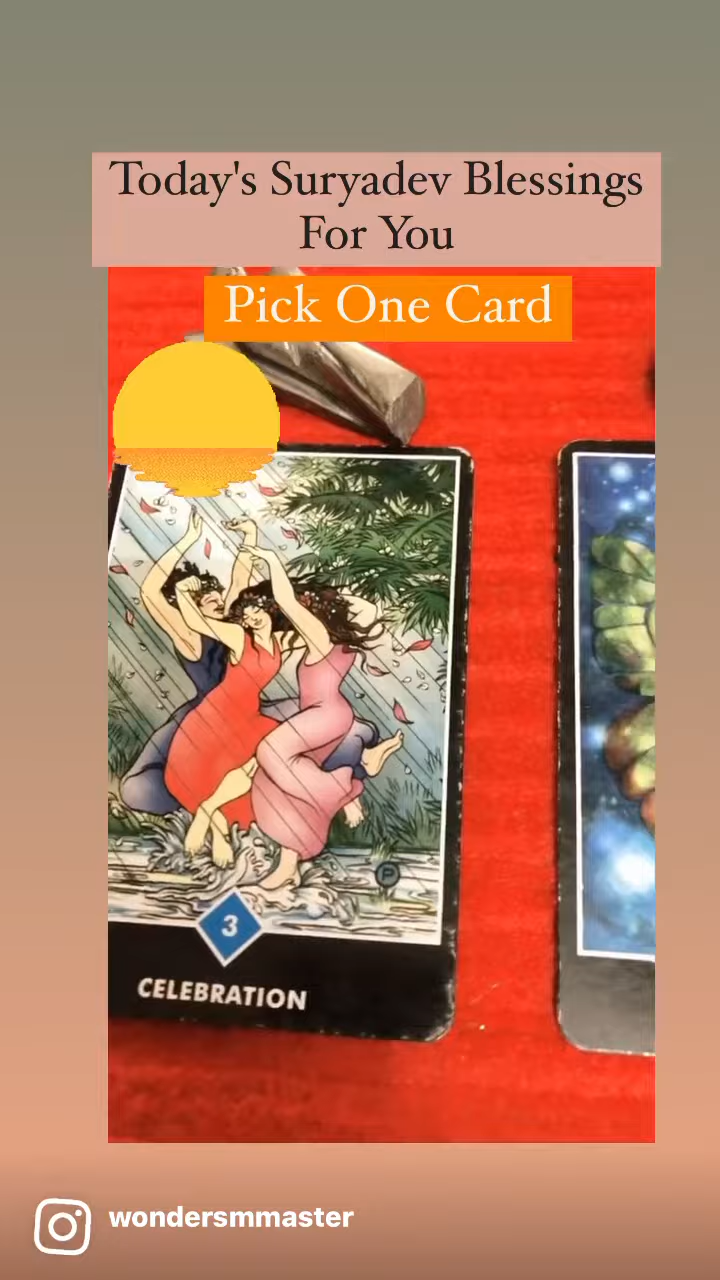 Today's Suryadev Blessings
For You
Pick One Card
P
3
CELEBRATION
wondersmmaster